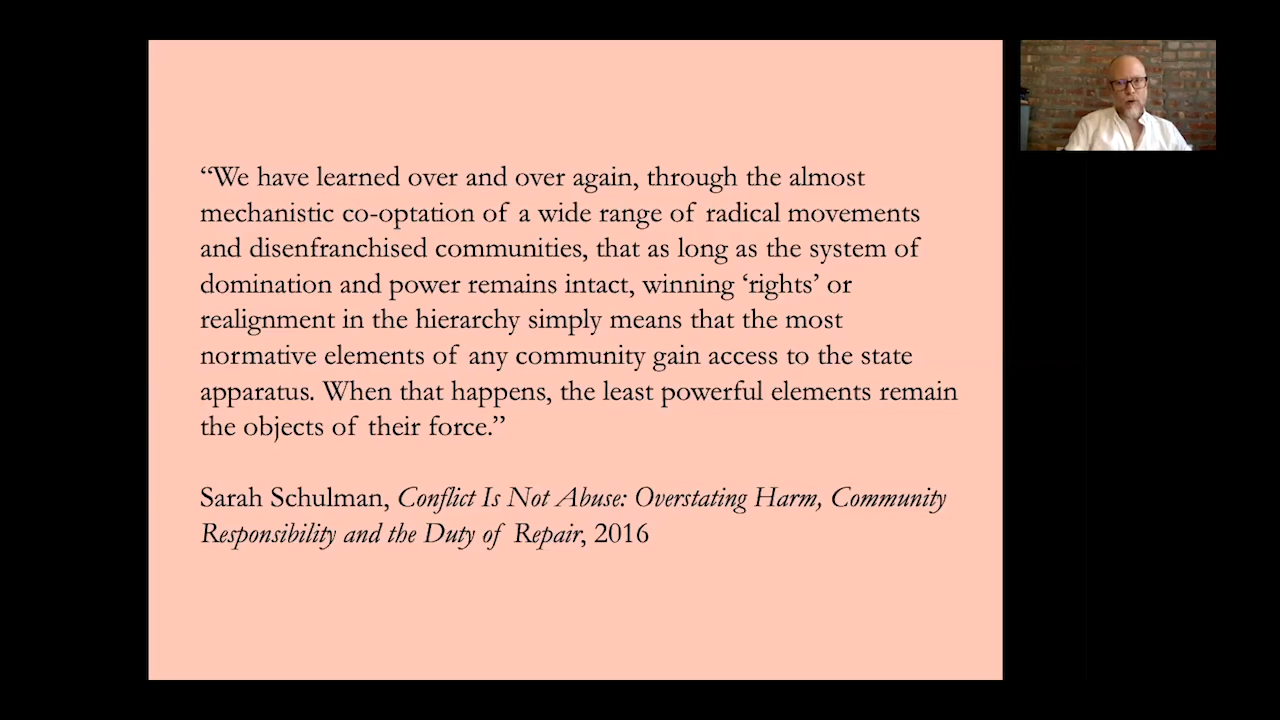 “We have learned over and over again, through the almost
mechanistic co-optation of a wide range of radical movements
and disenfranchised communities, that as long as the system of
domination and power remains intact, winning ‘rights’ or
realignment in the hierarchy simply means that the most
normative elements of any community gain access to the state
apparatus. When that happens, the least powerful elements remain
the objects of their force.”
Sarah Schulman, Conflict Is Not Abuse: Overstating Harm, Community
Responsibility and the Duty of Repair, 2016